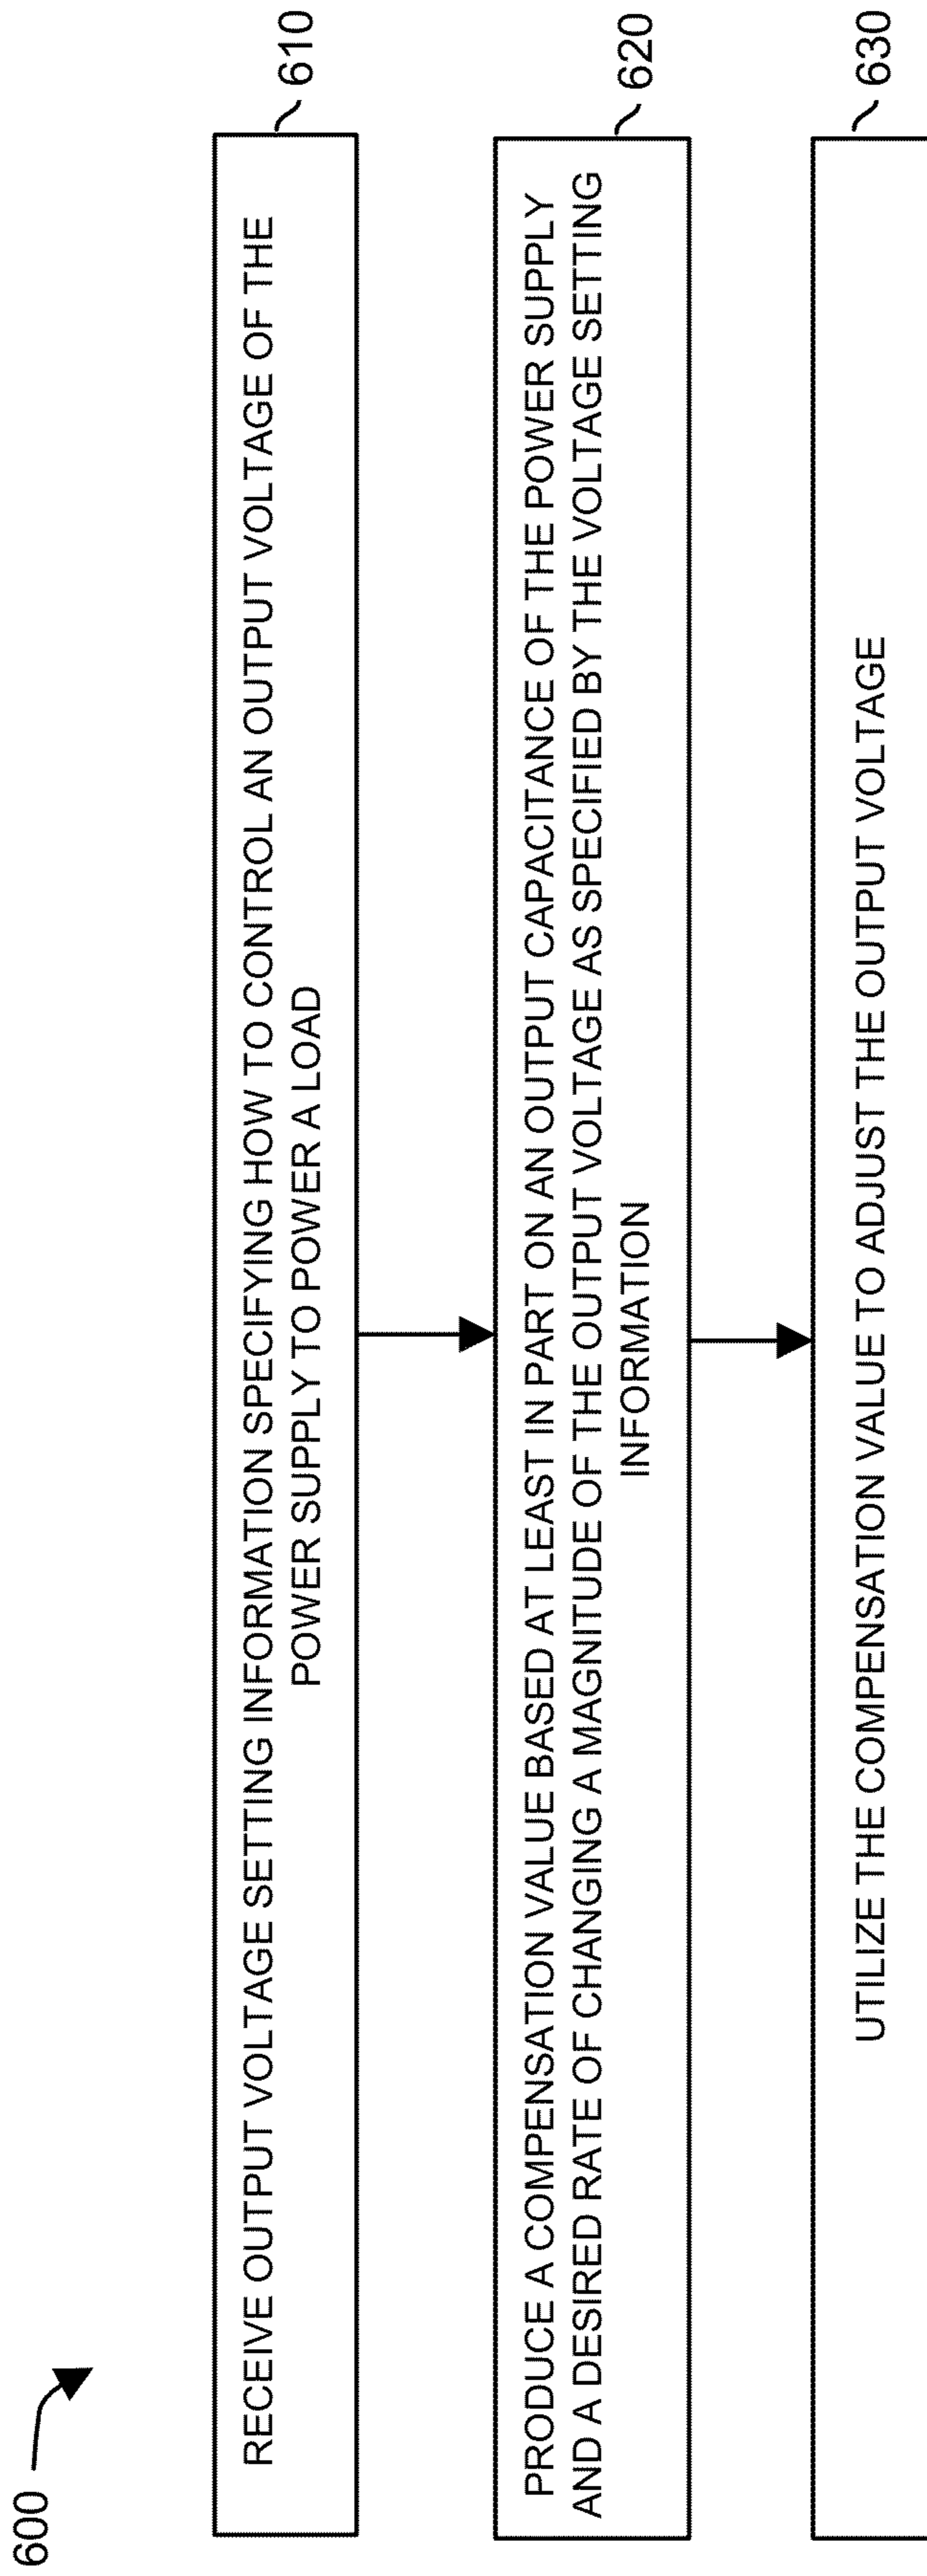 600
RECEIVE OUTPUT VOLTAGE SETTING INFORMATION SPECIFYING HOW TO CONTROL AN OUTPUT VOLTAGE OF THE
POWER SUPPLY TO POWER A LOAD
610
PRODUCE A COMPENSATION VALUE BASED AT LEAST IN PART ON AN OUTPUT CAPACITANCE OF THE POWER SUPPLY
AND A DESIRED RATE OF CHANGING A MAGNITUDE OF THE OUTPUT VOLTAGE AS SPECIFIED BY THE VOLTAGE SETTING
INFORMATION
620
UTILIZE THE COMPENSATION VALUE TO ADJUST THE OUTPUT VOLTAGE
630